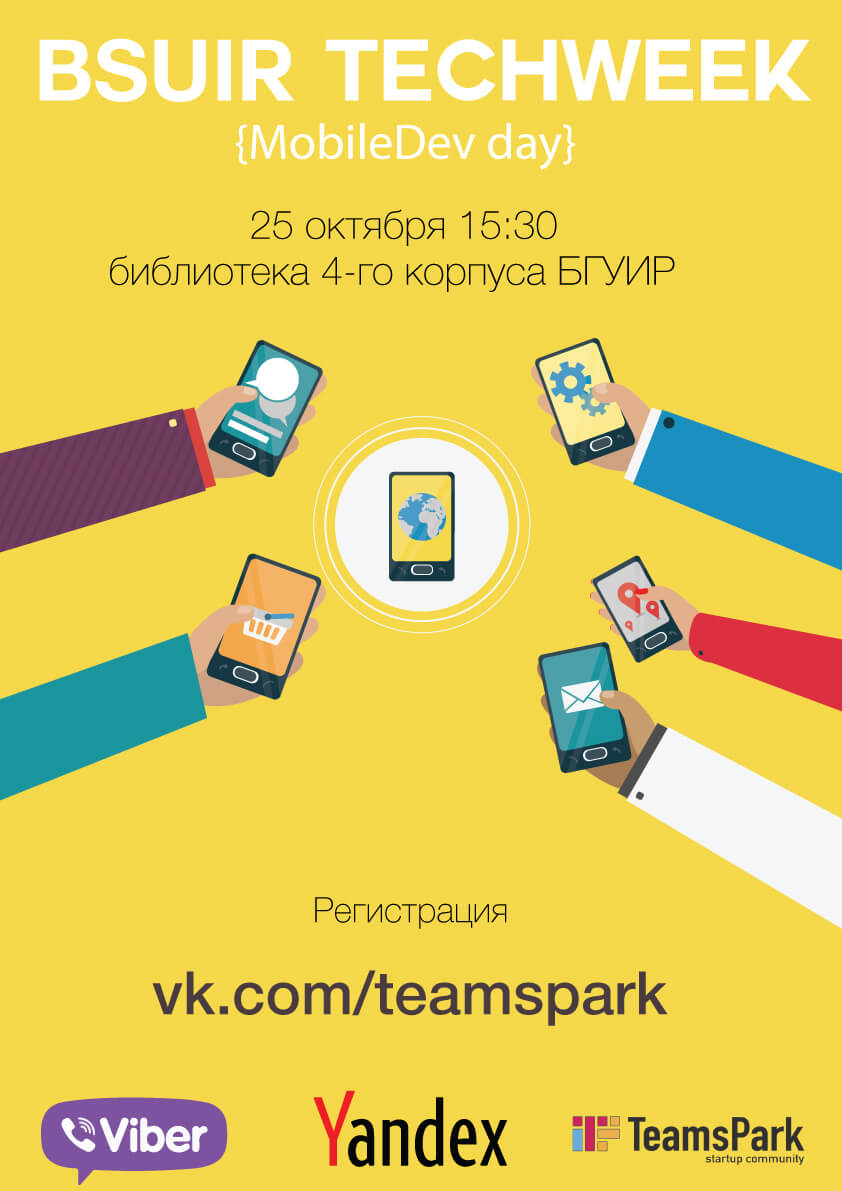 BSUIR TECHWEEK
{MobileDev day}
25 октября 15:30
библиотека 4-го корпуса БГУИР
Регистрация
vk.com/teamspark
Viber
Yandex
TeamsPark
startup community